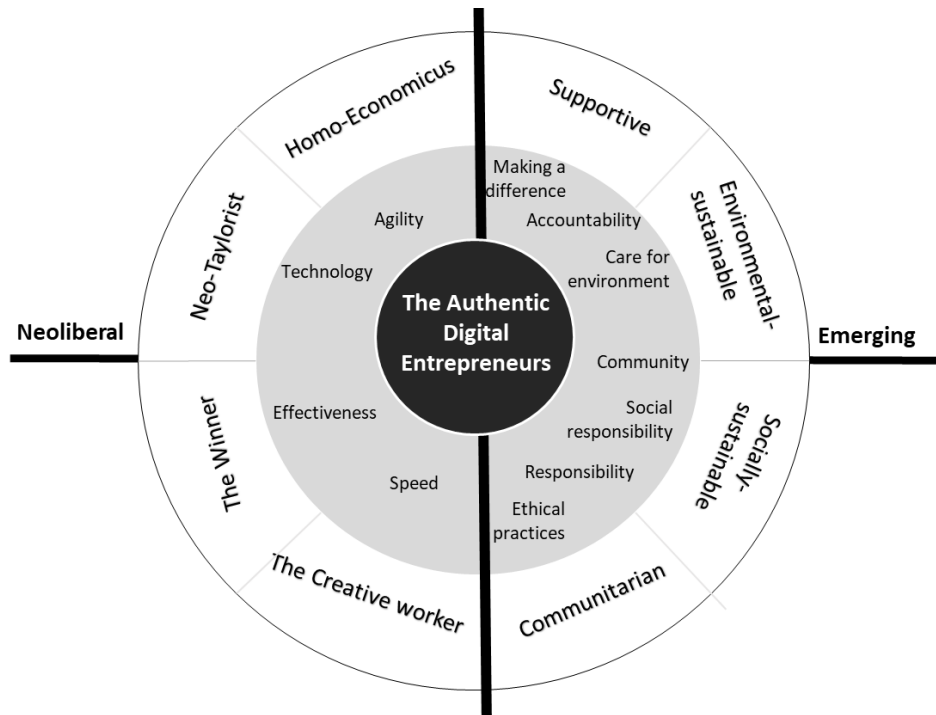 Homo-Economicus
Supportive
Neo-Taylorist
Environmental-
sustainable
Making a
difference
Agility
Accountability
Technology
Care for
environment
The Authentic
Digital
Entrepreneurs
Neoliberal
Emerging
Community
Effectiveness
Social
responsibility
The Winner
Socially-
sustainable
Responsibility
Speed
Ethical
practices
The Creative worker
Communitarian